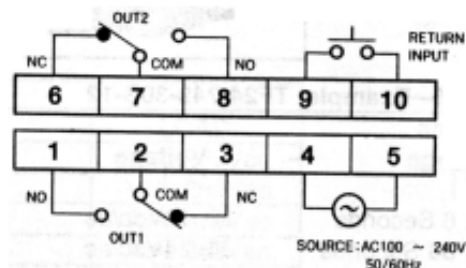 OUT2
RETURN
INPUT
NC COM NO
6 7 8 9 10
1 2 3 4 5
NO COM NC
OUT1
SOURCE:AC100 ~ 240V
50/60Hz